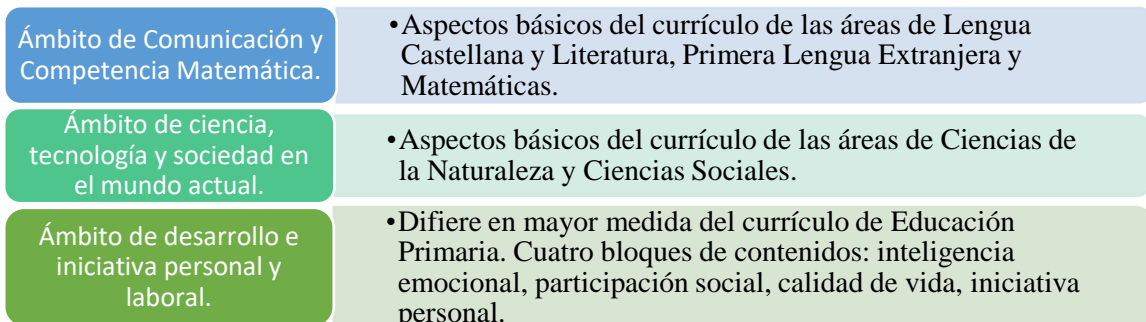 Ámbito de Comunicación y
Competencia Matemática.
•Aspectos básicos del currículo de las áreas de Lengua
Castellana y Literatura, Primera Lengua Extranjera y
Matemáticas.
Ámbito de ciencia,
tecnología y sociedad en
el mundo actual.
•Aspectos básicos del currículo de las áreas de Ciencias de
la Naturaleza y Ciencias Sociales.
Ámbito de desarrollo e
iniciativa personal y
laboral.
•Difiere en mayor medida del currículo de Educación
Primaria. Cuatro bloques de contenidos: inteligencia
emocional, participación social, calidad de vida, iniciativa
personal.